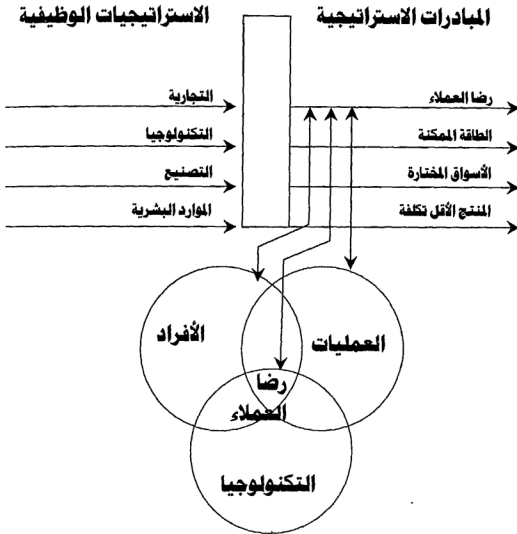 المبادرات الاستراتيجية
الاستراتيجيات الوظيفية
رضا العملاء
الطاقة الممكنة
الأسواق المختارة
المنتج الأقل تكلفة
التجارية
التكنولوجيا
التصنيع
الموارد البشرية
العمليات
الأفراد
رضا
العملاء
التكنولوجيا